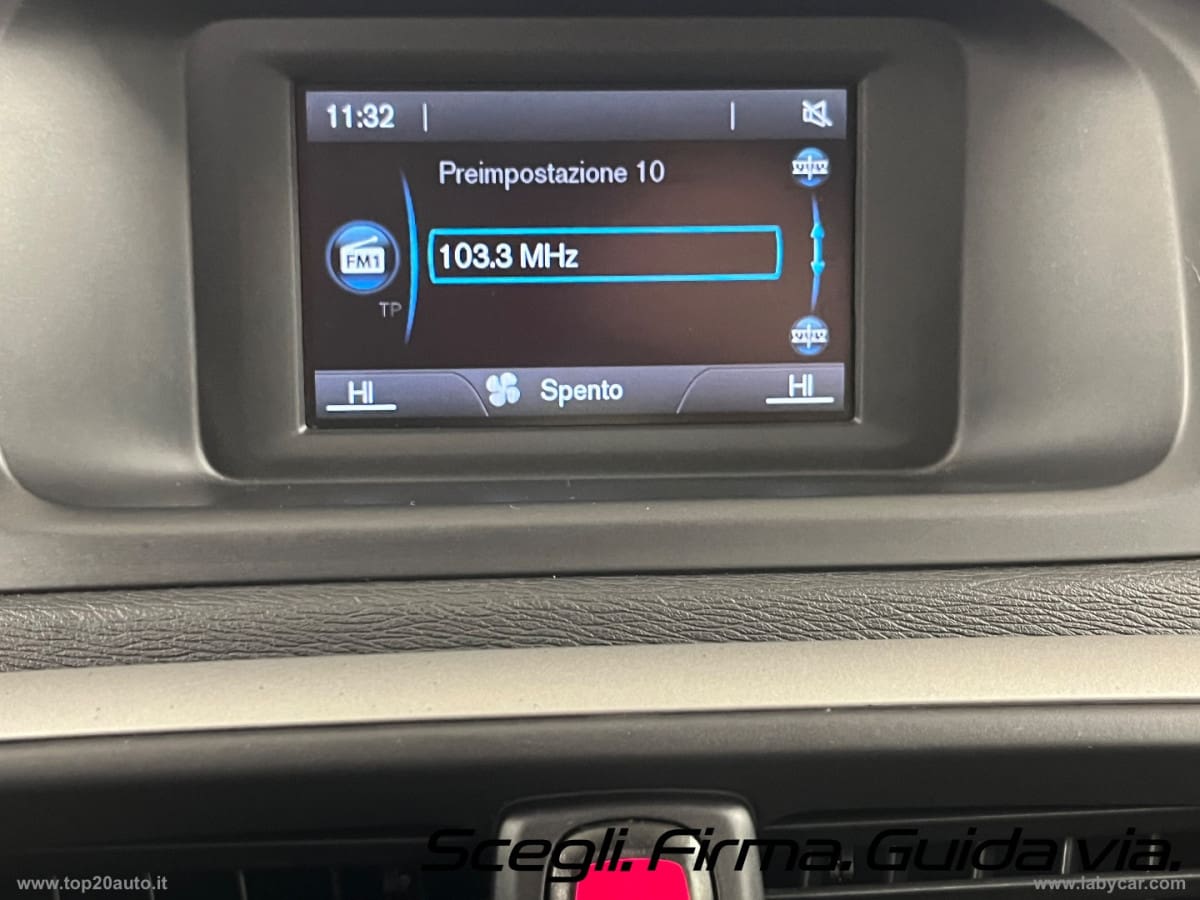 11:32
Preimpostazione 10
FM1
103.3 MHz
TP
HI
Spento
HI
Scegli. Firma. Guida via.
www.top20auto.it
www.labycar.com